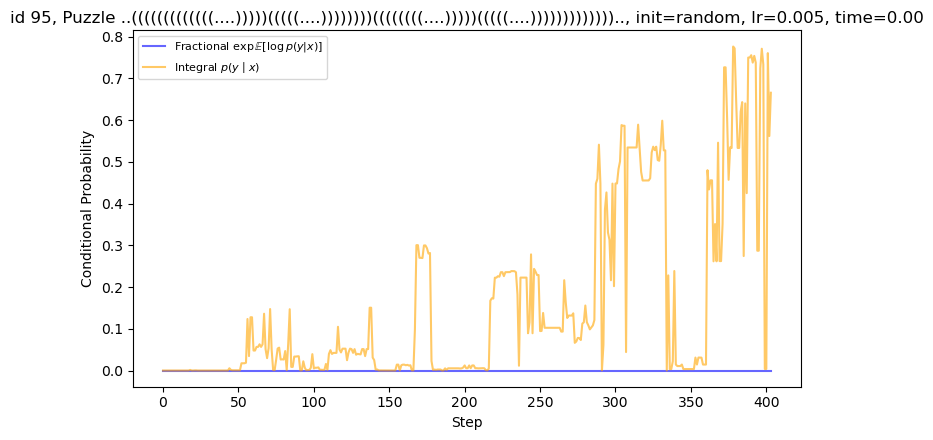 id 95, Puzzle ..(((((((((((((....)))))(((((....))))))))((((((((....)))))(((((....))))))))))))).., init=random, lr=0.005, time=0.00
Fractional exp𝔼[log p(y|x)]
Integral p(y | x)
Conditional Probability
0.8
0.7
0.6
0.5
0.4
0.3
0.2
0.1
0.0
0 50 100 150 200 250 300 350 400
Step